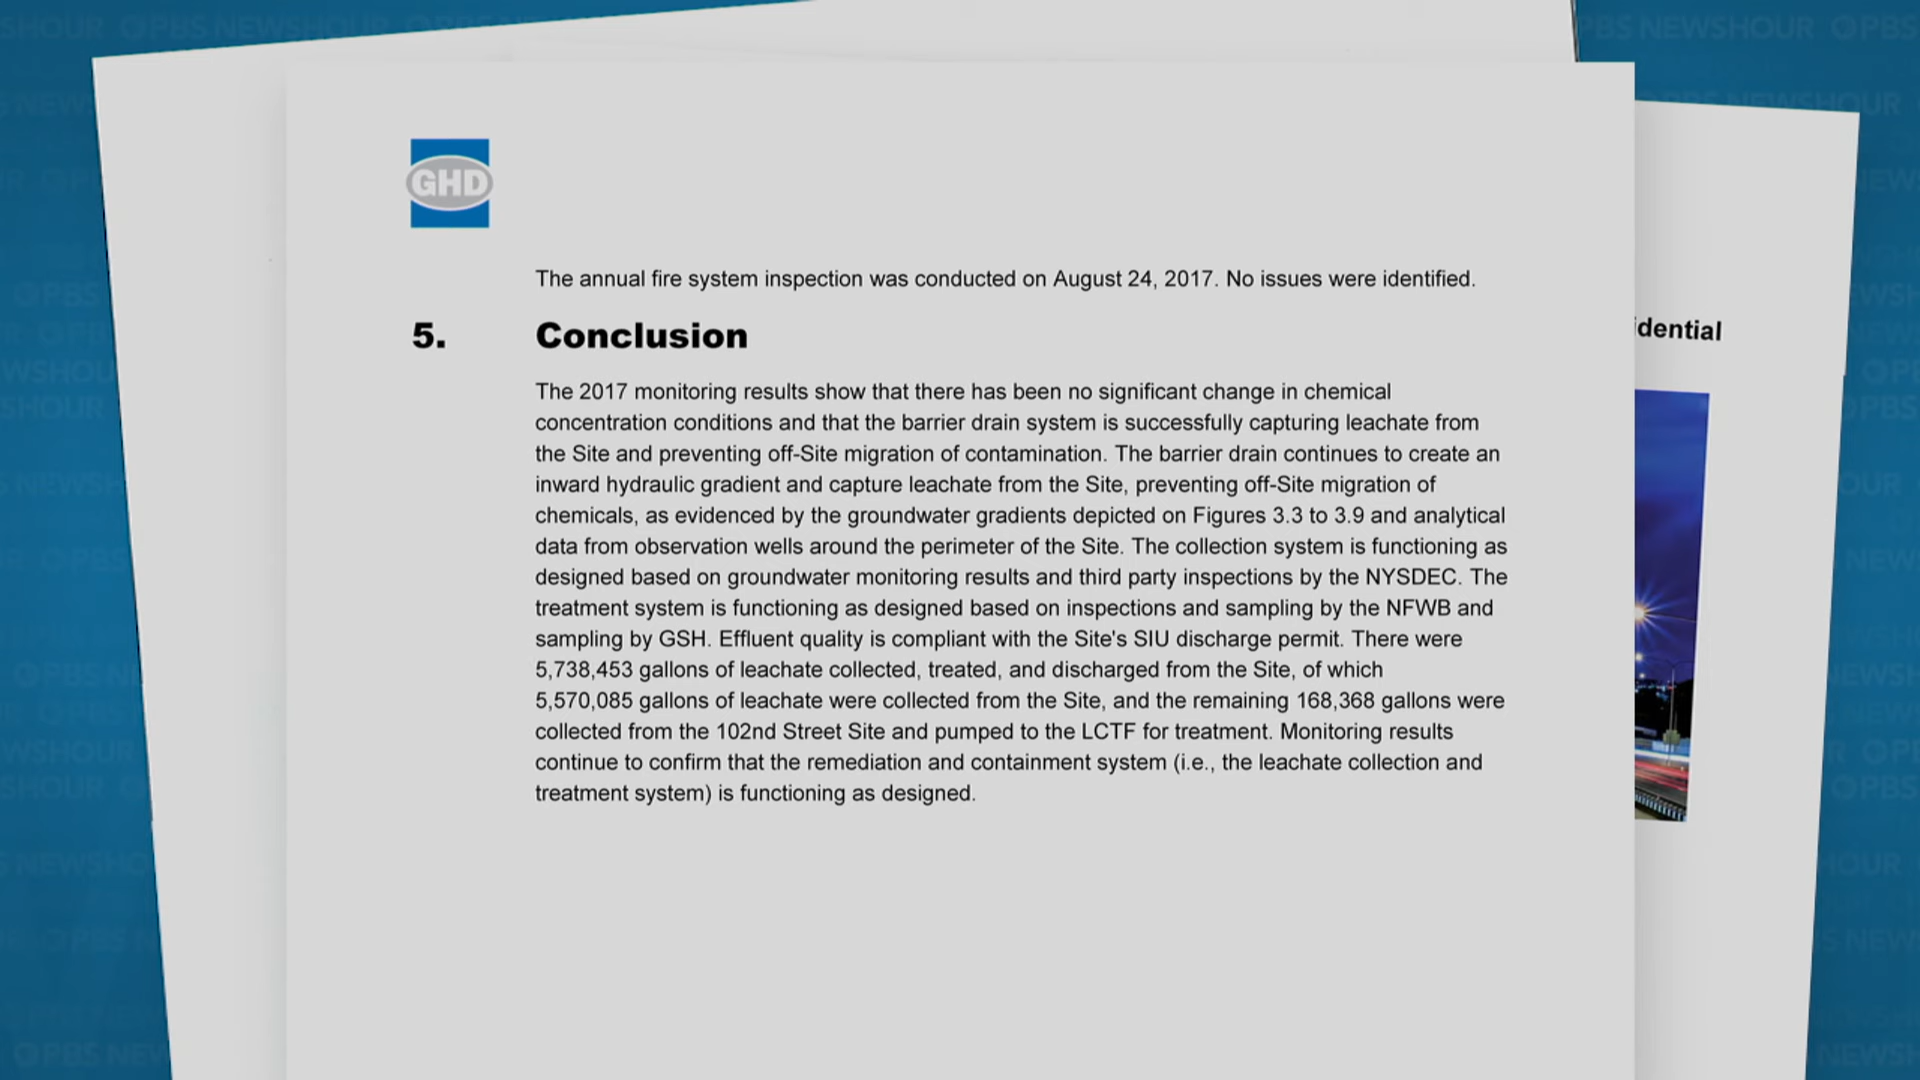 PBS NEWSHOUR
GHD
The annual fire system inspection was conducted on August 24, 2017. No issues were identified.
5. Conclusion
The 2017 monitoring results show that there has been no significant change in chemical
concentration conditions and that the barrier drain system is successfully capturing leachate from
the Site and preventing off-Site migration of contamination. The barrier drain continues to create an
inward hydraulic gradient and capture leachate from the Site, preventing off-Site migration of
chemicals, as evidenced by the groundwater gradients depicted on Figures 3.3 to 3.9 and analytical
data from observation wells around the perimeter of the Site. The collection system is functioning as
designed based on groundwater monitoring results and third party inspections by the NYSDEC. The
treatment system is functioning as designed based on inspections and sampling by the NFWB and
sampling by GSH. Effluent quality is compliant with the Site's SIU discharge permit. There were
5,738,453 gallons of leachate collected, treated, and discharged from the Site, of which
5,570,085 gallons of leachate were collected from the Site, and the remaining 168,368 gallons were
collected from the 102nd Street Site and pumped to the LCTF for treatment. Monitoring results
continue to confirm that the remediation and containment system (i.e., the leachate collection and
treatment system) is functioning as designed.
idential